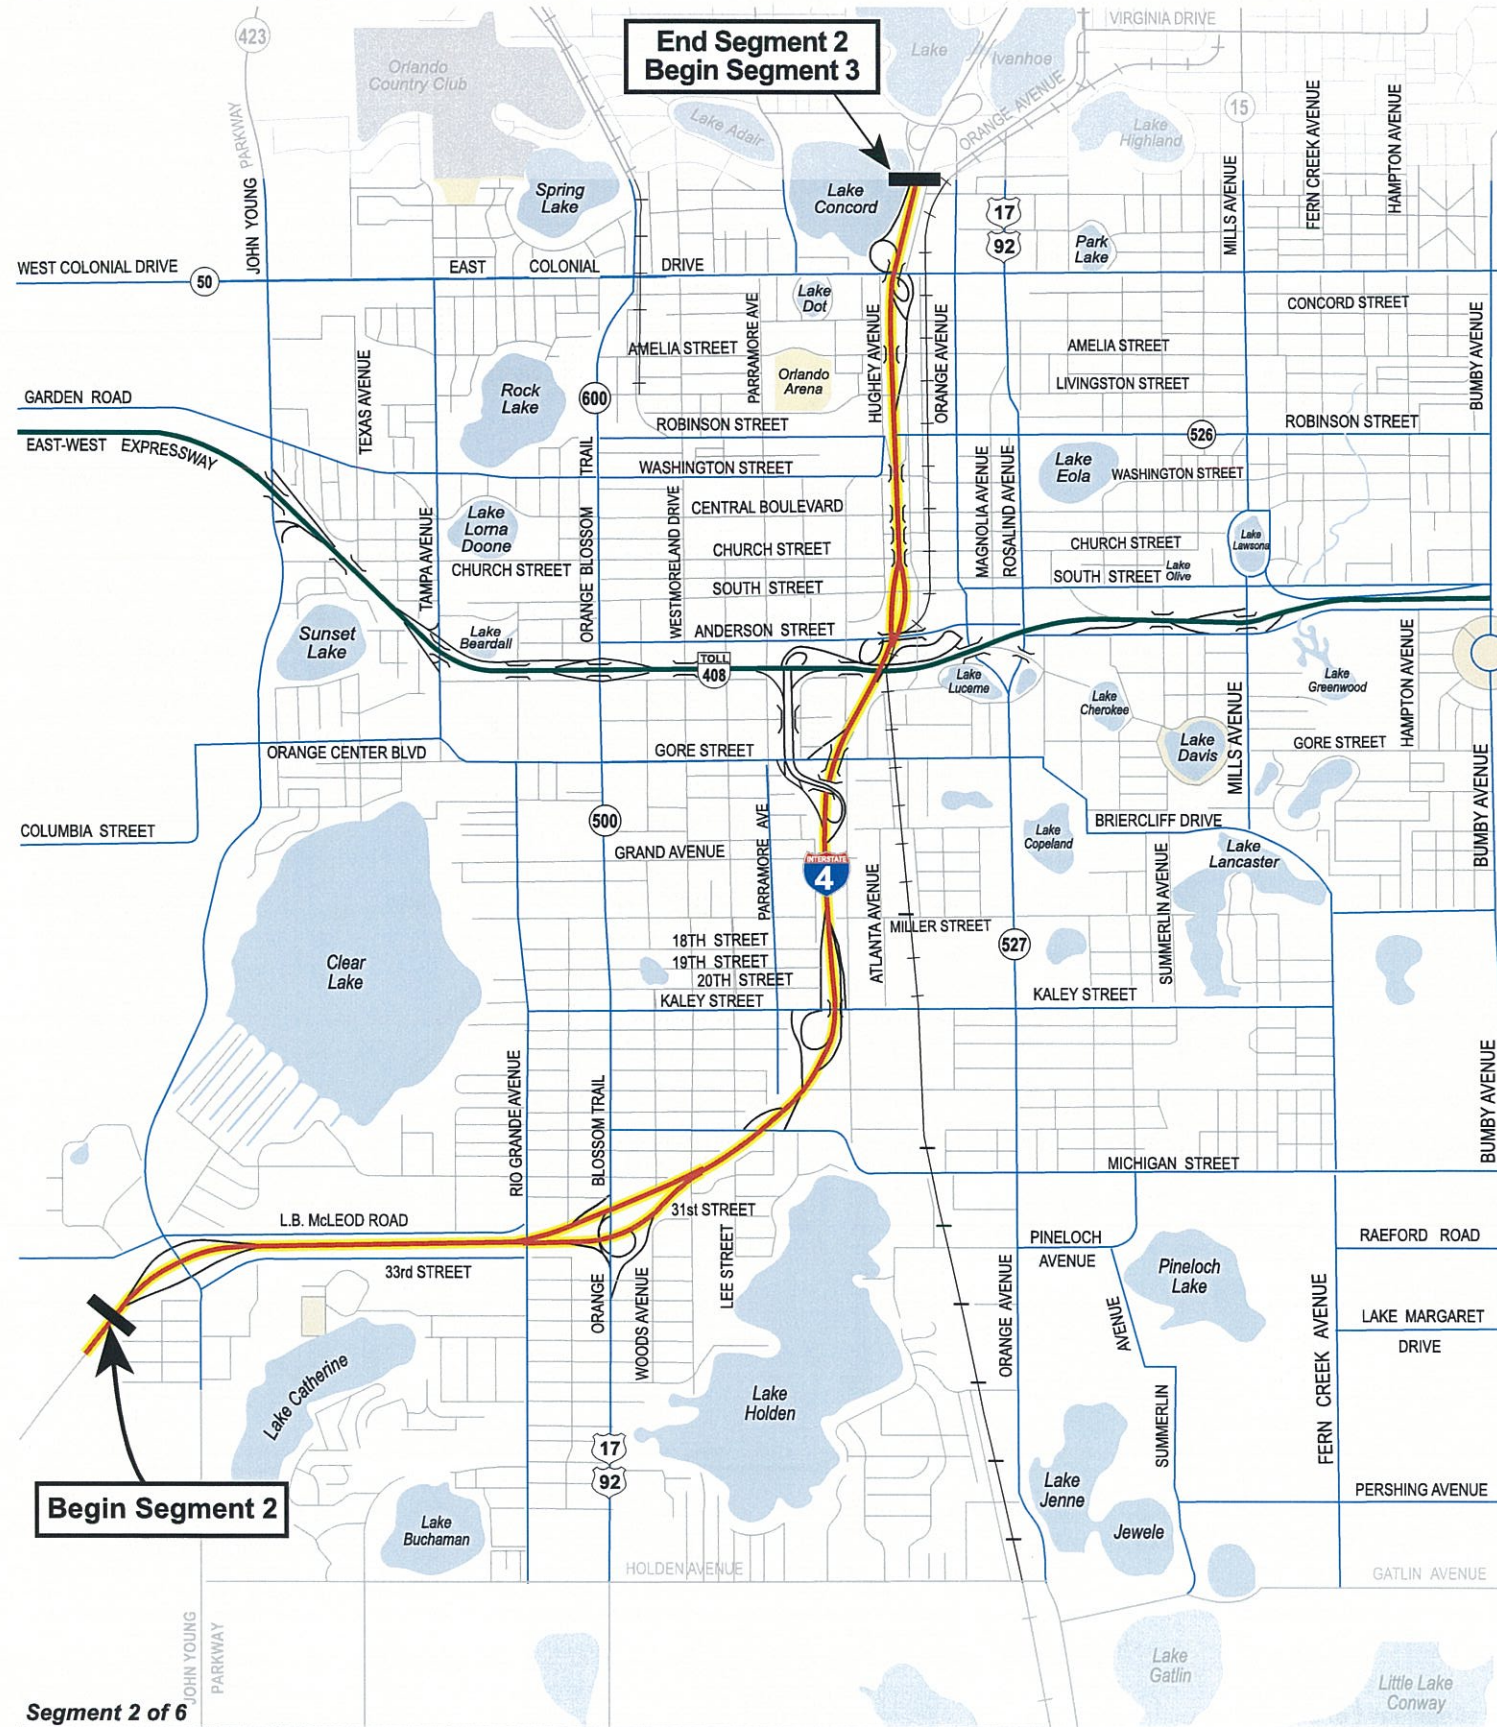 423
Orlando
Country Club
End Segment 2
Begin Segment 3
Lake
Ivanhoe
VIRGINIA DRIVE
15
Lake Adair
ORANGE AVENUE
Lake
Highland
JOHN YOUNG PARKWAY
Spring
Lake
Lake
Concord
17
92
Park
Lake
MILLS AVENUE
FERN CREEK AVENUE
HAMPTON AVENUE
WEST COLONIAL DRIVE
50
EAST COLONIAL DRIVE
Lake
Dot
CONCORD STREET
PARRAMORE AVE
HUGHEY AVENUE
ORANGE AVENUE
BUMBY AVENUE
AMELIA STREET
AMELIA STREET
TEXAS AVENUE
Orlando
Arena
LIVINGSTON STREET
Rock
Lake
600
GARDEN ROAD
ROBINSON STREET
526
ROBINSON STREET
EAST-WEST EXPRESSWAY
WASHINGTON STREET
Lake
Eola
WASHINGTON STREET
ORANGE BLOSSOM TRAIL
WESTMORELAND DRIVE
CENTRAL BOULEVARD
MAGNOLIA AVENUE
ROSALIND AVENUE
Lake
Lorna
Doone
TAMPA AVENUE
CHURCH STREET
CHURCH STREET
CHURCH STREET
Lake
Lawsona
SOUTH STREET
SOUTH STREET
Lake
Olive
Sunset
Lake
Lake
Beardall
ANDERSON STREET
TOLL
408
Lake
Lucerne
Lake
Cherokee
Lake
Greenwood
HAMPTON AVENUE
MILLS AVENUE
Lake
Davis
ORANGE CENTER BLVD
GORE STREET
GORE STREET
BUMBY AVENUE
COLUMBIA STREET
500
PARRAMORE AVE
GRAND AVENUE
INTERSTATE
4
ATLANTA AVENUE
Lake
Copeland
BRIERCLIFF DRIVE
Lake
Lancaster
SUMMERLIN AVENUE
MILLER STREET
527
Clear
Lake
18TH STREET
19TH STREET
20TH STREET
KALEY STREET
KALEY STREET
RIO GRANDE AVENUE
BLOSSOM TRAIL
BUMBY AVENUE
MICHIGAN STREET
L.B. McLEOD ROAD
31st STREET
33rd STREET
LEE STREET
PINELOCH
AVENUE
RAEFORD ROAD
Pineloch
Lake
ORANGE
WOODS AVENUE
ORANGE AVENUE
AVENUE
SUMMERLIN
FERN CREEK AVENUE
LAKE MARGARET
DRIVE
Lake Catherine
Lake
Holden
17
92
Lake
Jenne
PERSHING AVENUE
Begin Segment 2
Lake
Buchaman
Jewele
HOLDEN AVENUE
GATLIN AVENUE
JOHN YOUNG
PARKWAY
Lake
Gatlin
Little Lake
Conway
Segment 2 of 6